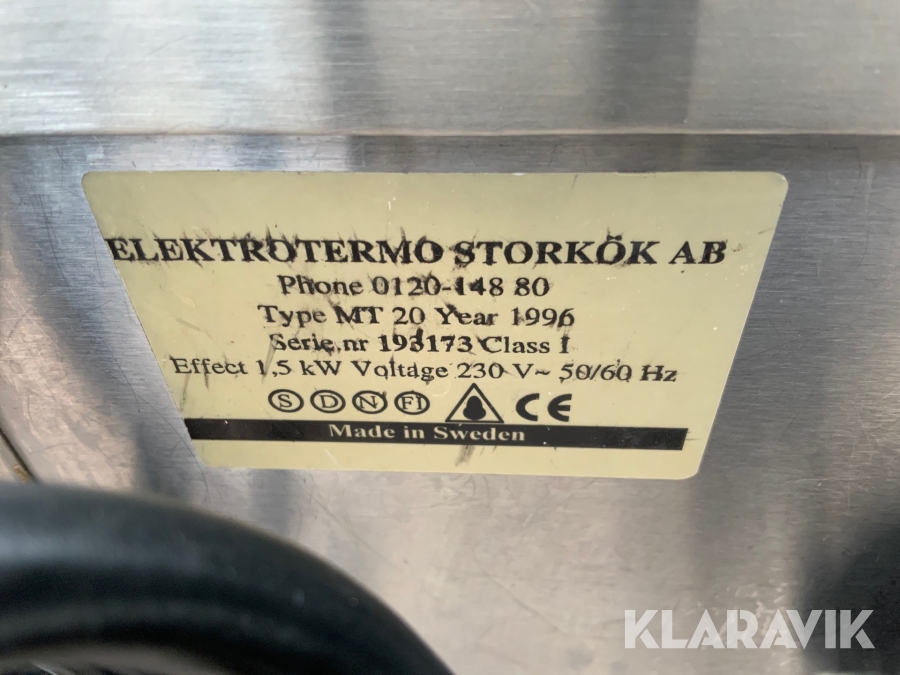 ELEKTROTERMO STORKÖK AB
Phone 0120-148 80
Type MT 20 Year 1996
Serie.nr 193173 Class I
Effect 1,5 kW Voltage 230 V~ 50/60 Hz
S D N FI CE
Made in Sweden
KLARAVIK